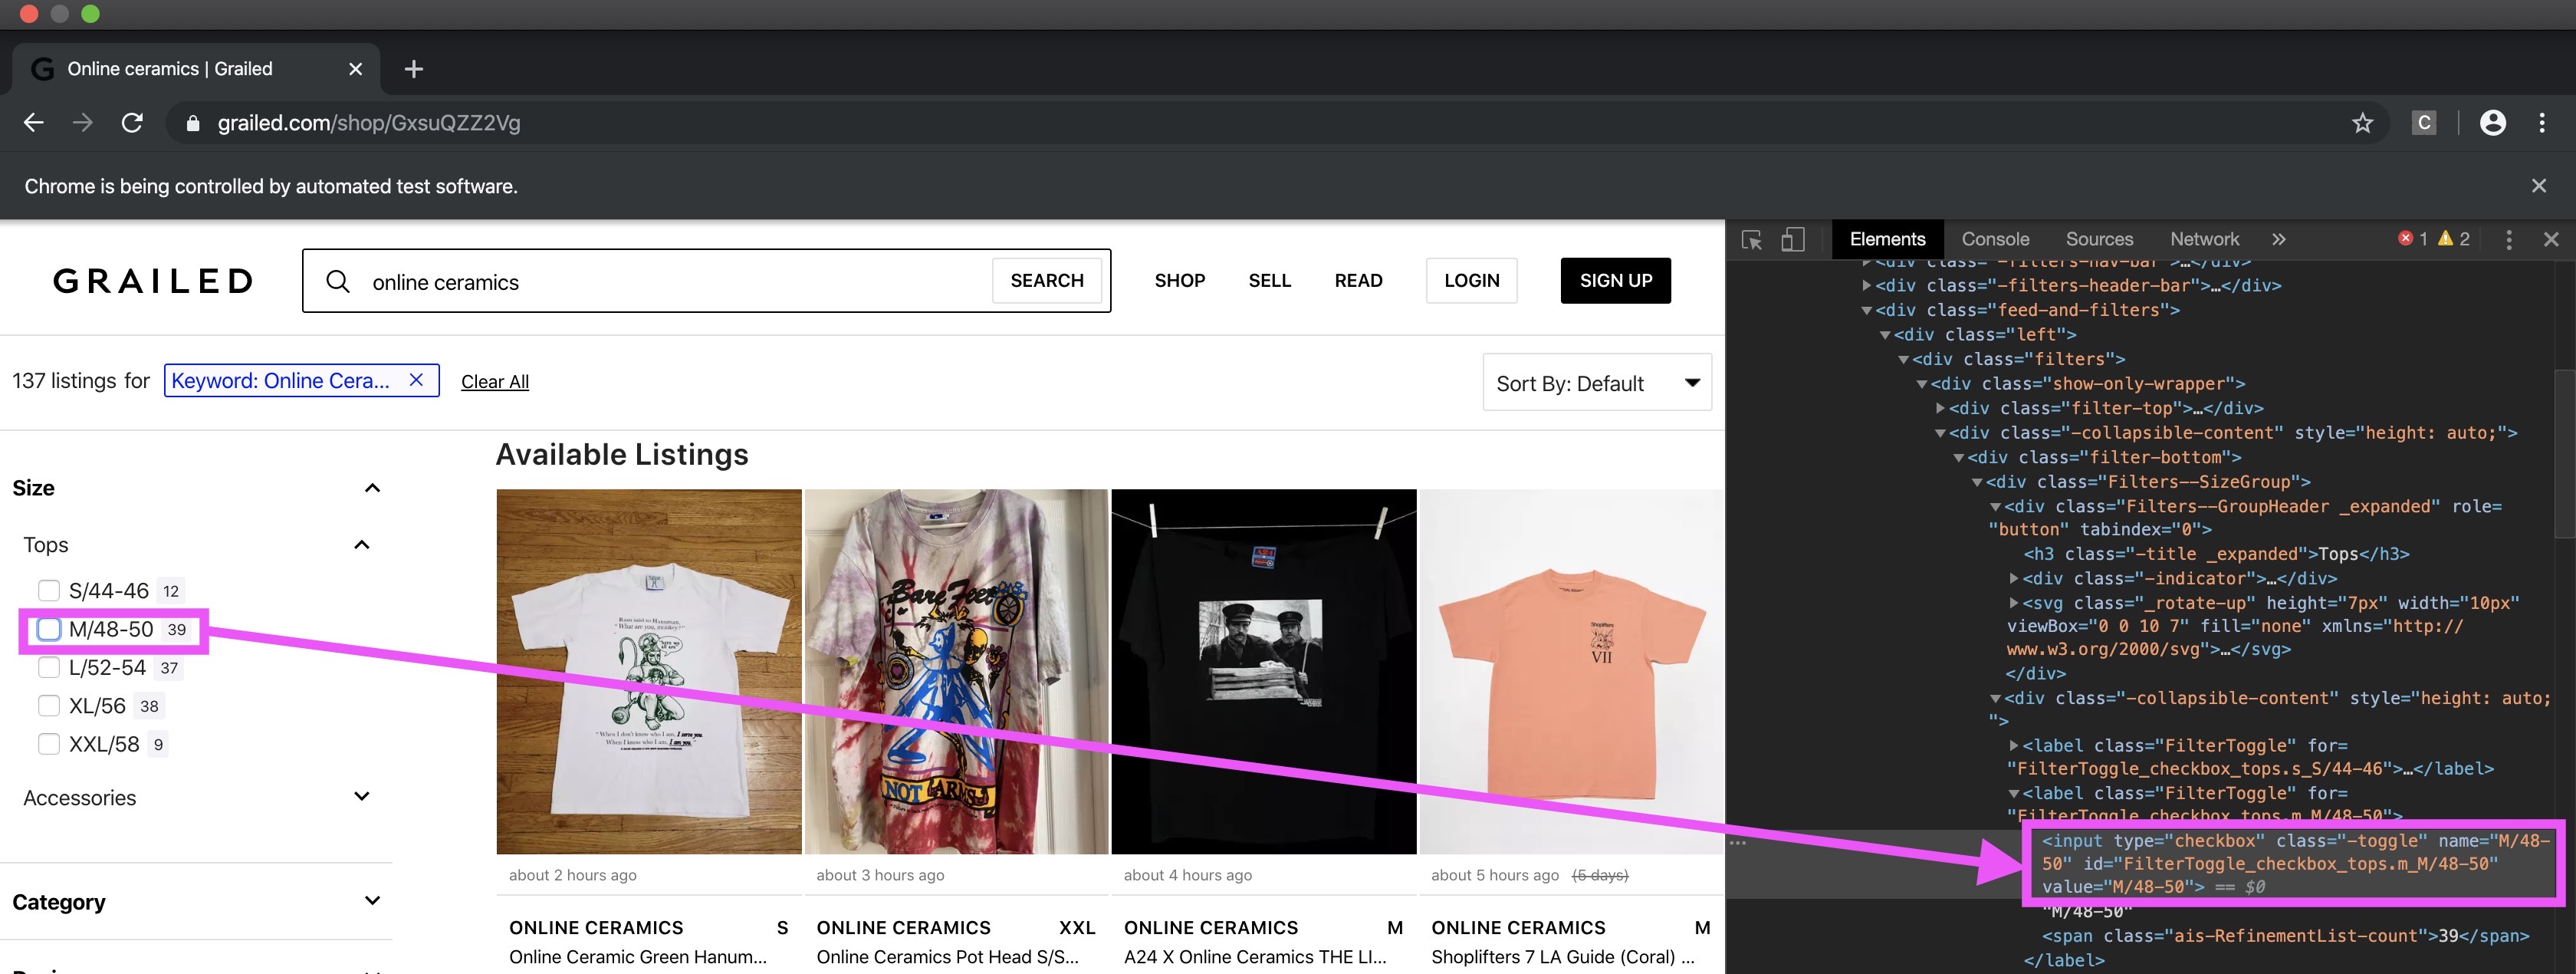 Online ceramics | Grailed
grailed.com/shop/GxsuQZZ2Vg
C
Chrome is being controlled by automated test software.
GRAILED
online ceramics
SEARCH
SHOP
SELL
READ
LOGIN
SIGN UP
137 listings for
Keyword: Online Cera...
Clear All
Sort By: Default
Size
Tops
S/44-46 12
M/48-50 39
L/52-54 37
XL/56 38
XXL/58 9
Accessories
Category
Available Listings
Bare Feet
NOT
VII
about 2 hours ago
ONLINE CERAMICS S
Online Ceramic Green Hanum...
about 3 hours ago
ONLINE CERAMICS XXL
Online Ceramics Pot Head S/S...
about 4 hours ago
ONLINE CERAMICS M
A24 X Online Ceramics THE LI...
about 5 hours ago (5 days)
ONLINE CERAMICS M
Shoplifters 7 LA Guide (Coral) ...
Elements
Console
Sources
Network
1
2
<div class="-filters-nav-bar">…</div>
<div class="-filters-header-bar">…</div>
<div class="feed-and-filters">
<div class="left">
<div class="filters">
<div class="show-only-wrapper">
<div class="filter-top">…</div>
<div class="-collapsible-content" style="height: auto;">
<div class="filter-bottom">
<div class="Filters--SizeGroup">
<div class="Filters--GroupHeader _expanded" role=
"button" tabindex="0">
<h3 class="-title _expanded">Tops</h3>
<div class="-indicator">…</div>
<svg class="_rotate-up" height="7px" width="10px"
viewBox="0 0 10 7" fill="none" xmlns="http://
www.w3.org/2000/svg">…</svg>
</div>
<div class="-collapsible-content" style="height: auto;
">
<label class="FilterToggle" for=
"FilterToggle_checkbox_tops.s_S/44-46">…</label>
<label class="FilterToggle" for=
"FilterToggle_checkbox_tops.m_M/48-50">
<input type="checkbox" class="-toggle" name="M/48-
50" id="FilterToggle_checkbox_tops.m_M/48-50"
value="M/48-50"> == $0
"M/48-50"
<span class="ais-RefinementList-count">39</span>
</label>